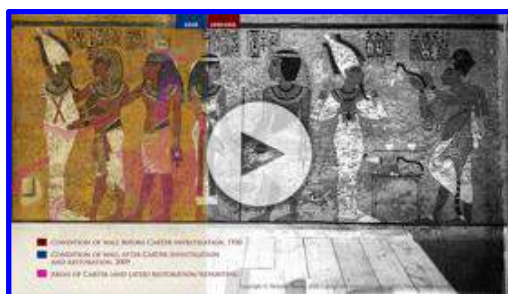 CONDITION OF WALL BEFORE CARTER INVESTIGATION,
CONDITION OF WALL AFTER CARTER INVESTIGATION
AND RESTORATION, 2009
AREAS OF CARTER (AND LATER) RESTORATION/REPAINTING
Copyright ©